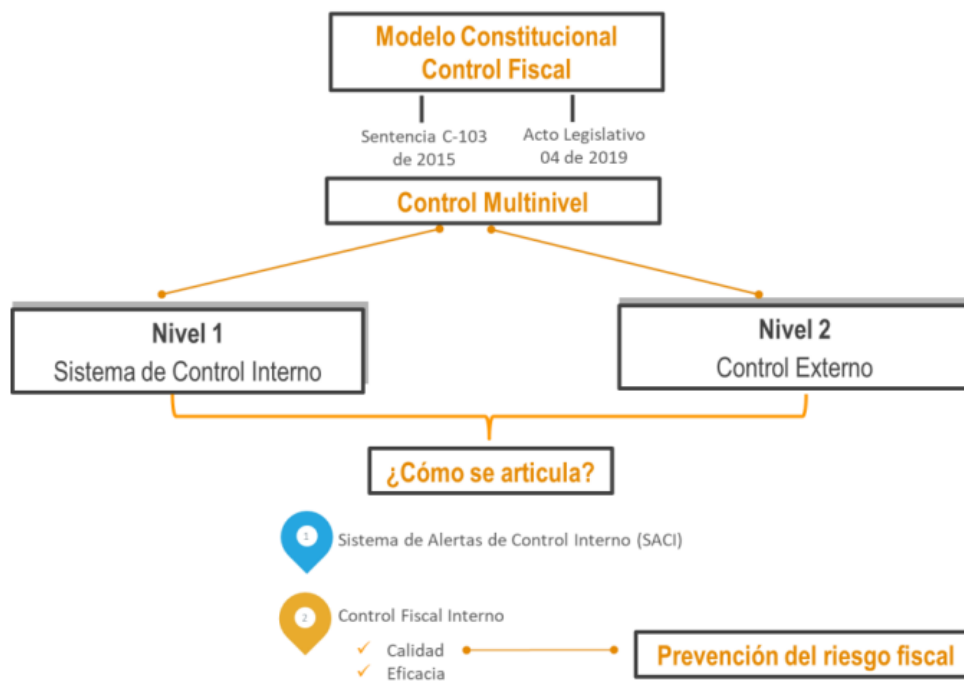 Modelo Constitucional
Control Fiscal
Sentencia C-103
de 2015
Acto Legislativo
04 de 2019
Control Multinivel
Nivel 1
Sistema de Control Interno
Nivel 2
Control Externo
¿Cómo se articula?
1
Sistema de Alertas de Control Interno (SACI)
2
Control Fiscal Interno
✓ Calidad
✓ Eficacia
Prevención del riesgo fiscal